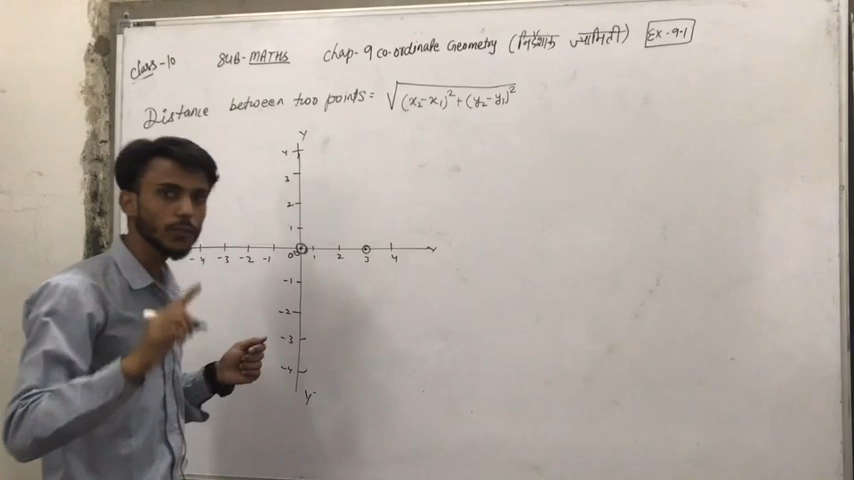 Class-10 SUB-MATHS Chap-9 co-ordinate Geometry (निर्देशांक ज्यामिती) Ex-9.1
Distance between two points = √(x₂-x₁)²+(y₂-y₁)²
Y
4
3
2
1
-4 -3 -2 -1 0 1 2 3 4
-1
-2
-3
-4
Y'